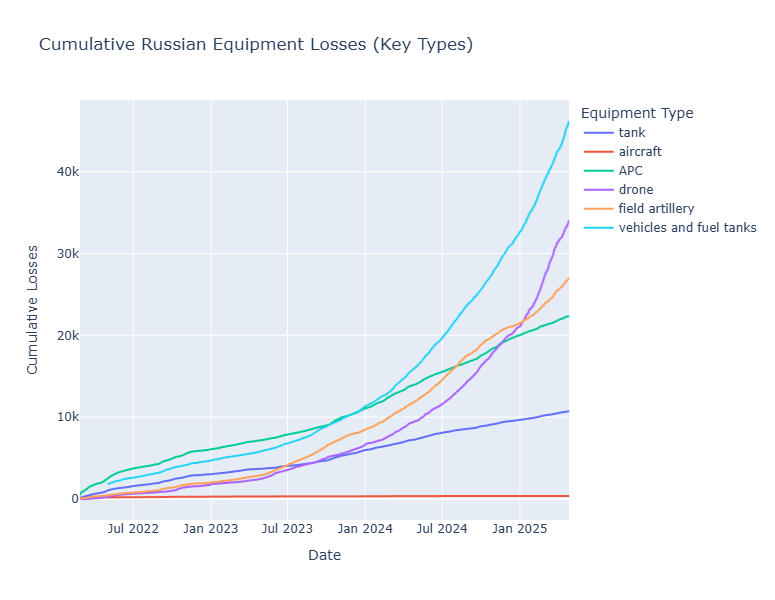 Cumulative Russian Equipment Losses (Key Types)
Equipment Type
tank
aircraft
APC
drone
field artillery
vehicles and fuel tanks
Cumulative Losses
40k
30k
20k
10k
0
Jul 2022
Jan 2023
Jul 2023
Jan 2024
Jul 2024
Jan 2025
Date